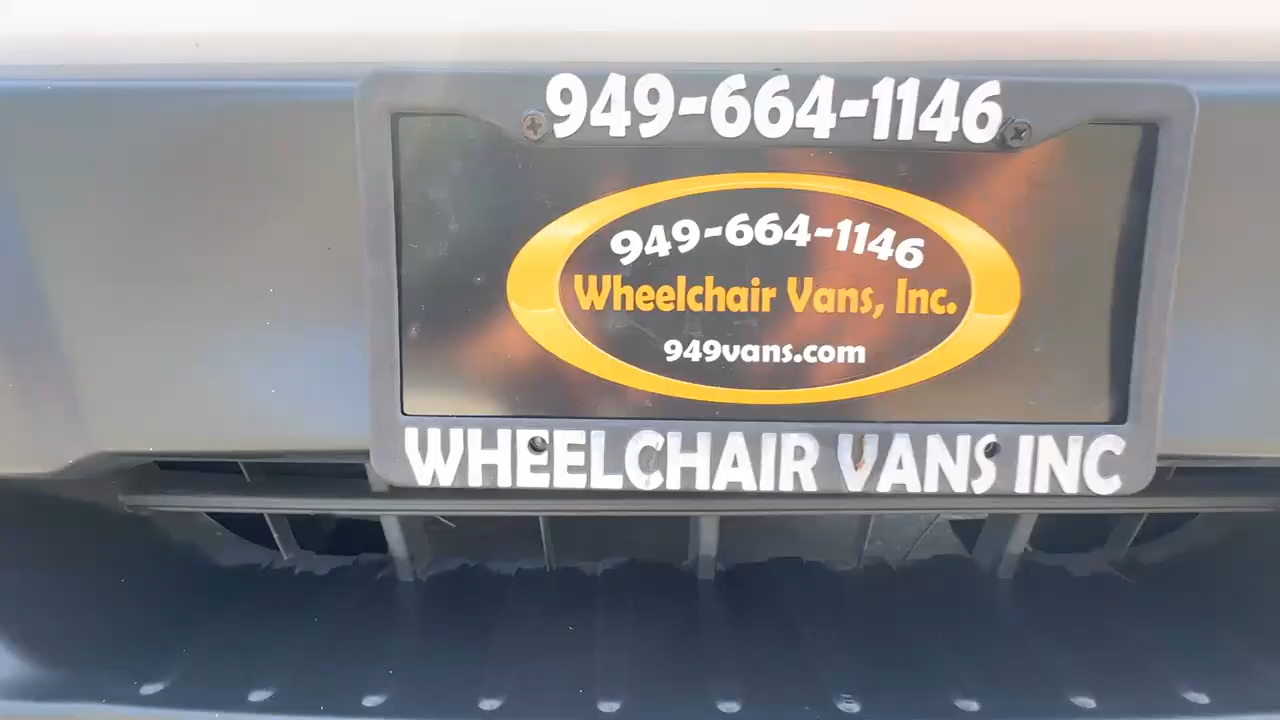 949-664-1146
949-664-1146
Wheelchair Vans, Inc.
949vans.com
WHEELCHAIR VANS INC